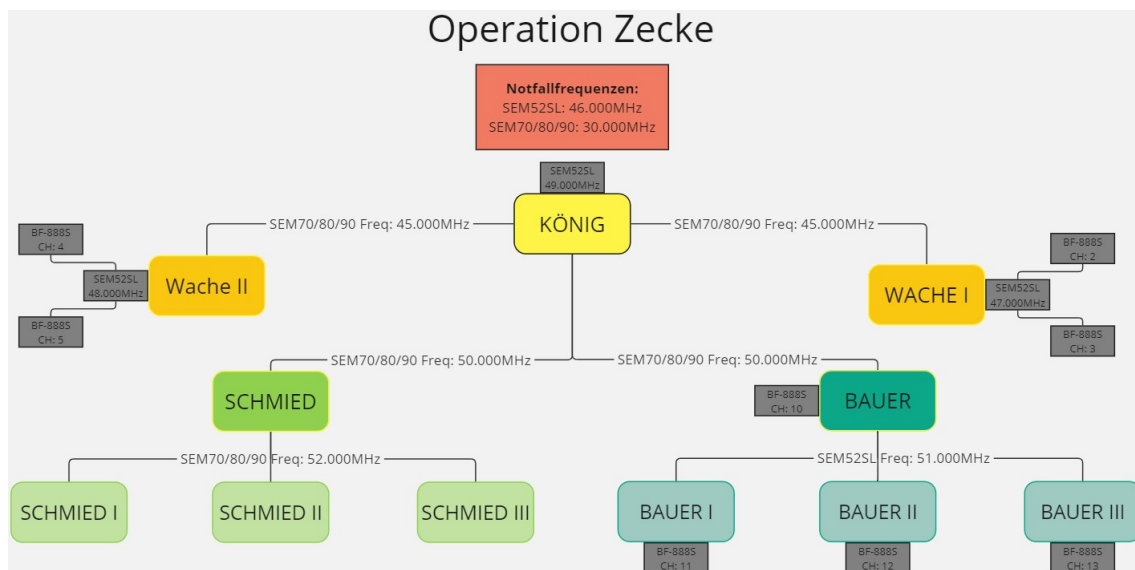 Operation Zecke
Notfallfrequenzen:
SEM52SL: 46.000MHz
SEM70/80/90: 30.000MHz
SEM52SL
49.000MHz
KÖNIG
SEM70/80/90 Freq: 45.000MHz
SEM70/80/90 Freq: 45.000MHz
BF-888S
CH: 4
SEM52SL
48.000MHz
Wache II
BF-888S
CH: 5
WACHE I
SEM52SL
47.000MHz
BF-888S
CH: 2
BF-888S
CH: 3
SEM70/80/90 Freq: 50.000MHz
SEM70/80/90 Freq: 50.000MHz
SCHMIED
BF-888S
CH: 10
BAUER
SEM70/80/90 Freq: 52.000MHz
SEM52SL Freq: 51.000MHz
SCHMIED I
SCHMIED II
SCHMIED III
BAUER I
BAUER II
BAUER III
BF-888S
CH: 11
BF-888S
CH: 12
BF-888S
CH: 13